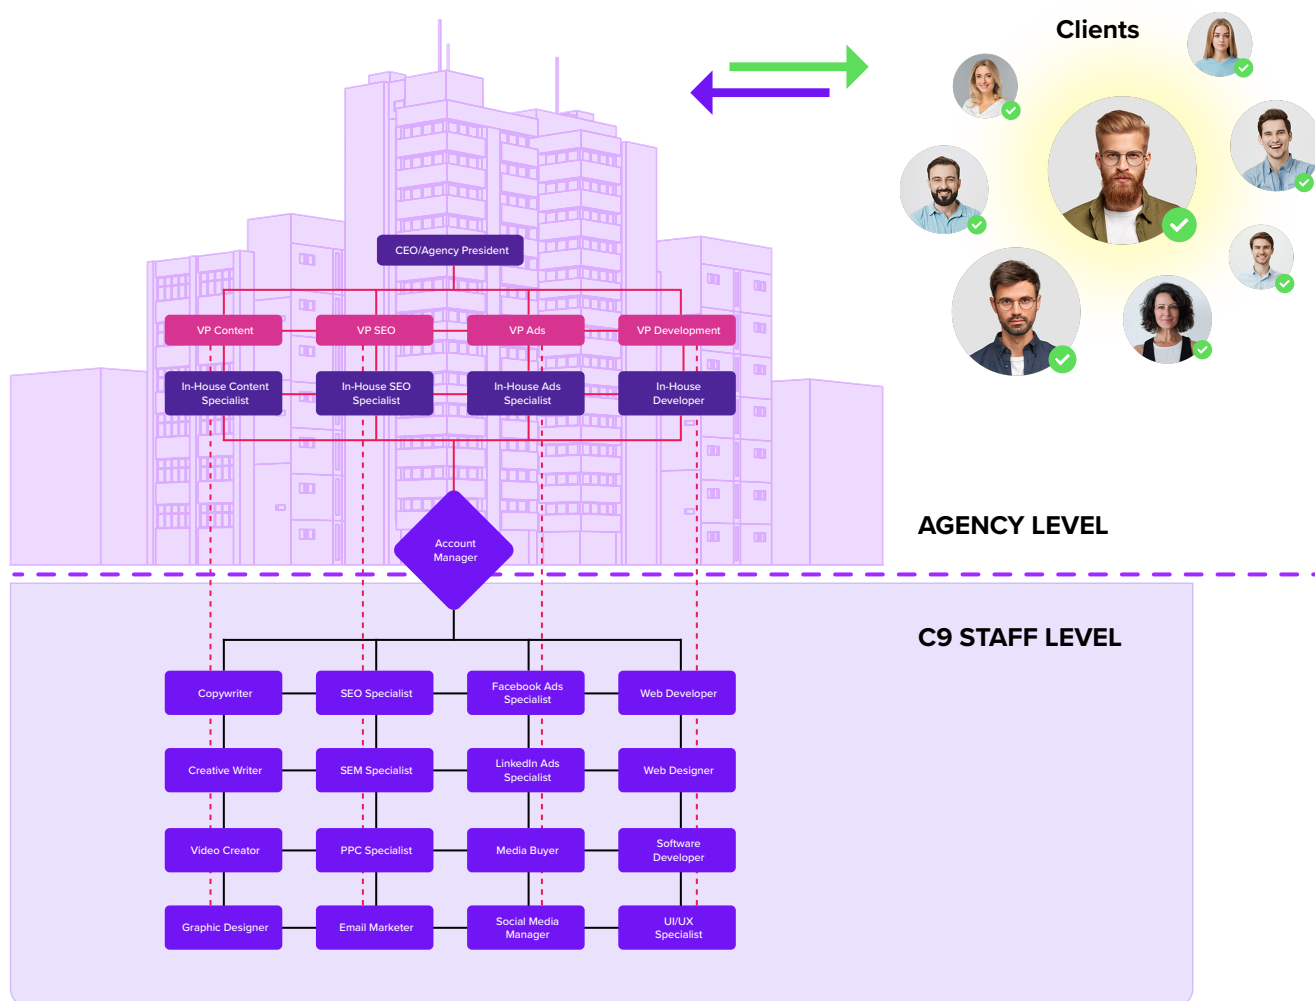 Clients
CEO/Agency President
VP Content
VP SEO
VP Ads
VP Development
In-House Content
Specialist
In-House SEO
Specialist
In-House Ads
Specialist
In-House
Developer
Account
Manager
AGENCY LEVEL
C9 STAFF LEVEL
Copywriter
SEO Specialist
Facebook Ads
Specialist
Web Developer
Creative Writer
SEM Specialist
LinkedIn Ads
Specialist
Web Designer
Video Creator
PPC Specialist
Media Buyer
Software
Developer
Graphic Designer
Email Marketer
Social Media
Manager
UI/UX
Specialist